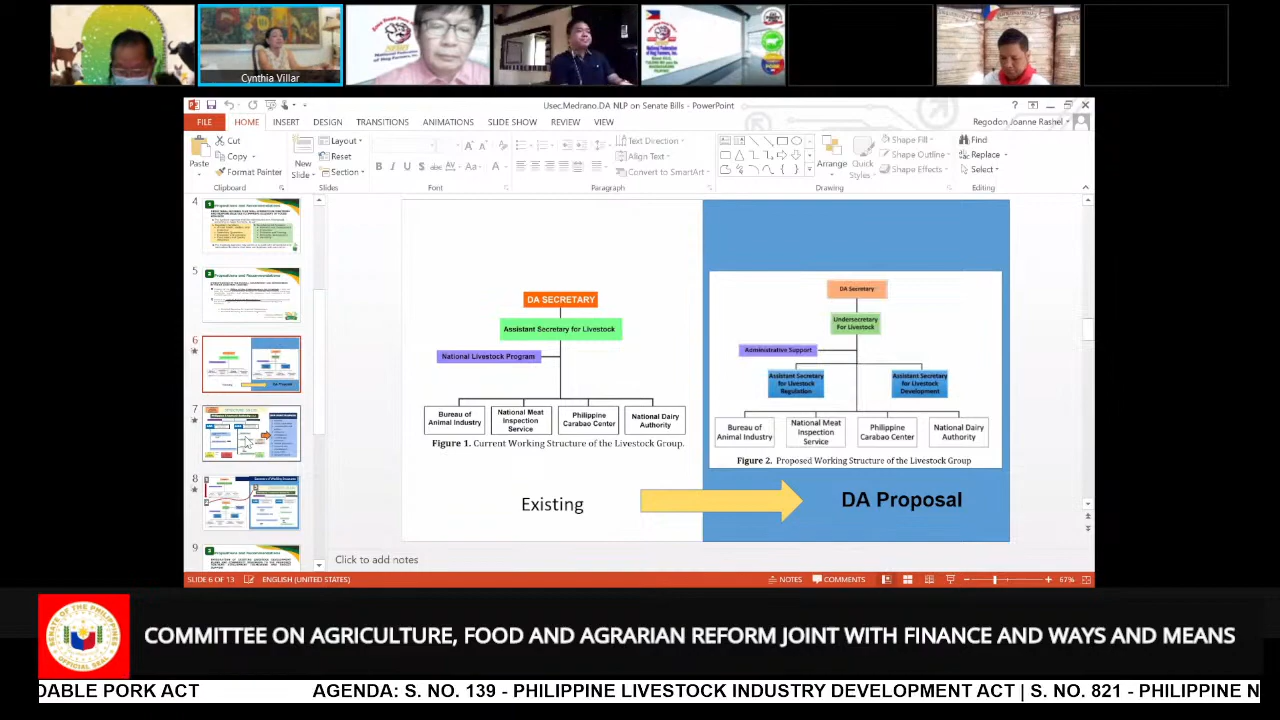 Cynthia Villar
Usec.Medrano.DA NLP on Senate Bills - PowerPoint
FILE HOME INSERT DESIGN TRANSITIONS ANIMATIONS SLIDE SHOW REVIEW VIEW
Regodon Joanne Rashel
Paste
Cut
Copy
Format Painter
Clipboard
New Slide
Layout
Reset
Section
Slides
Font
Text Direction
Align Text
Convert to SmartArt
Paragraph
Arrange
Quick Styles
Shape Fill
Shape Outline
Shape Effects
Drawing
Find
Replace
Select
Editing
4
5
6
7
8
9
DA SECRETARY
Assistant Secretary for Livestock
National Livestock Program
Bureau of Animal Industry
National Meat Inspection Service
Philippine Carabao Center
National Dairy Authority
Figure 1. Current Working Structure of the Livestock Group.
Existing
DA Secretary
Undersecretary For Livestock
Administrative Support
Assistant Secretary for Livestock Regulation
Assistant Secretary for Livestock Development
Bureau of Animal Industry
National Meat Inspection Service
Philippine Carabao Center
National Dairy Authority
Figure 2. Proposed Working Structure of the Livestock Group
DA Proposal
Click to add notes
SLIDE 6 OF 13 ENGLISH (UNITED STATES) NOTES COMMENTS 67%
COMMITTEE ON AGRICULTURE, FOOD AND AGRARIAN REFORM JOINT WITH FINANCE AND WAYS AND MEANS
DABLE PORK ACT AGENDA: S. NO. 139 - PHILIPPINE LIVESTOCK INDUSTRY DEVELOPMENT ACT | S. NO. 821 - PHILIPPINE N